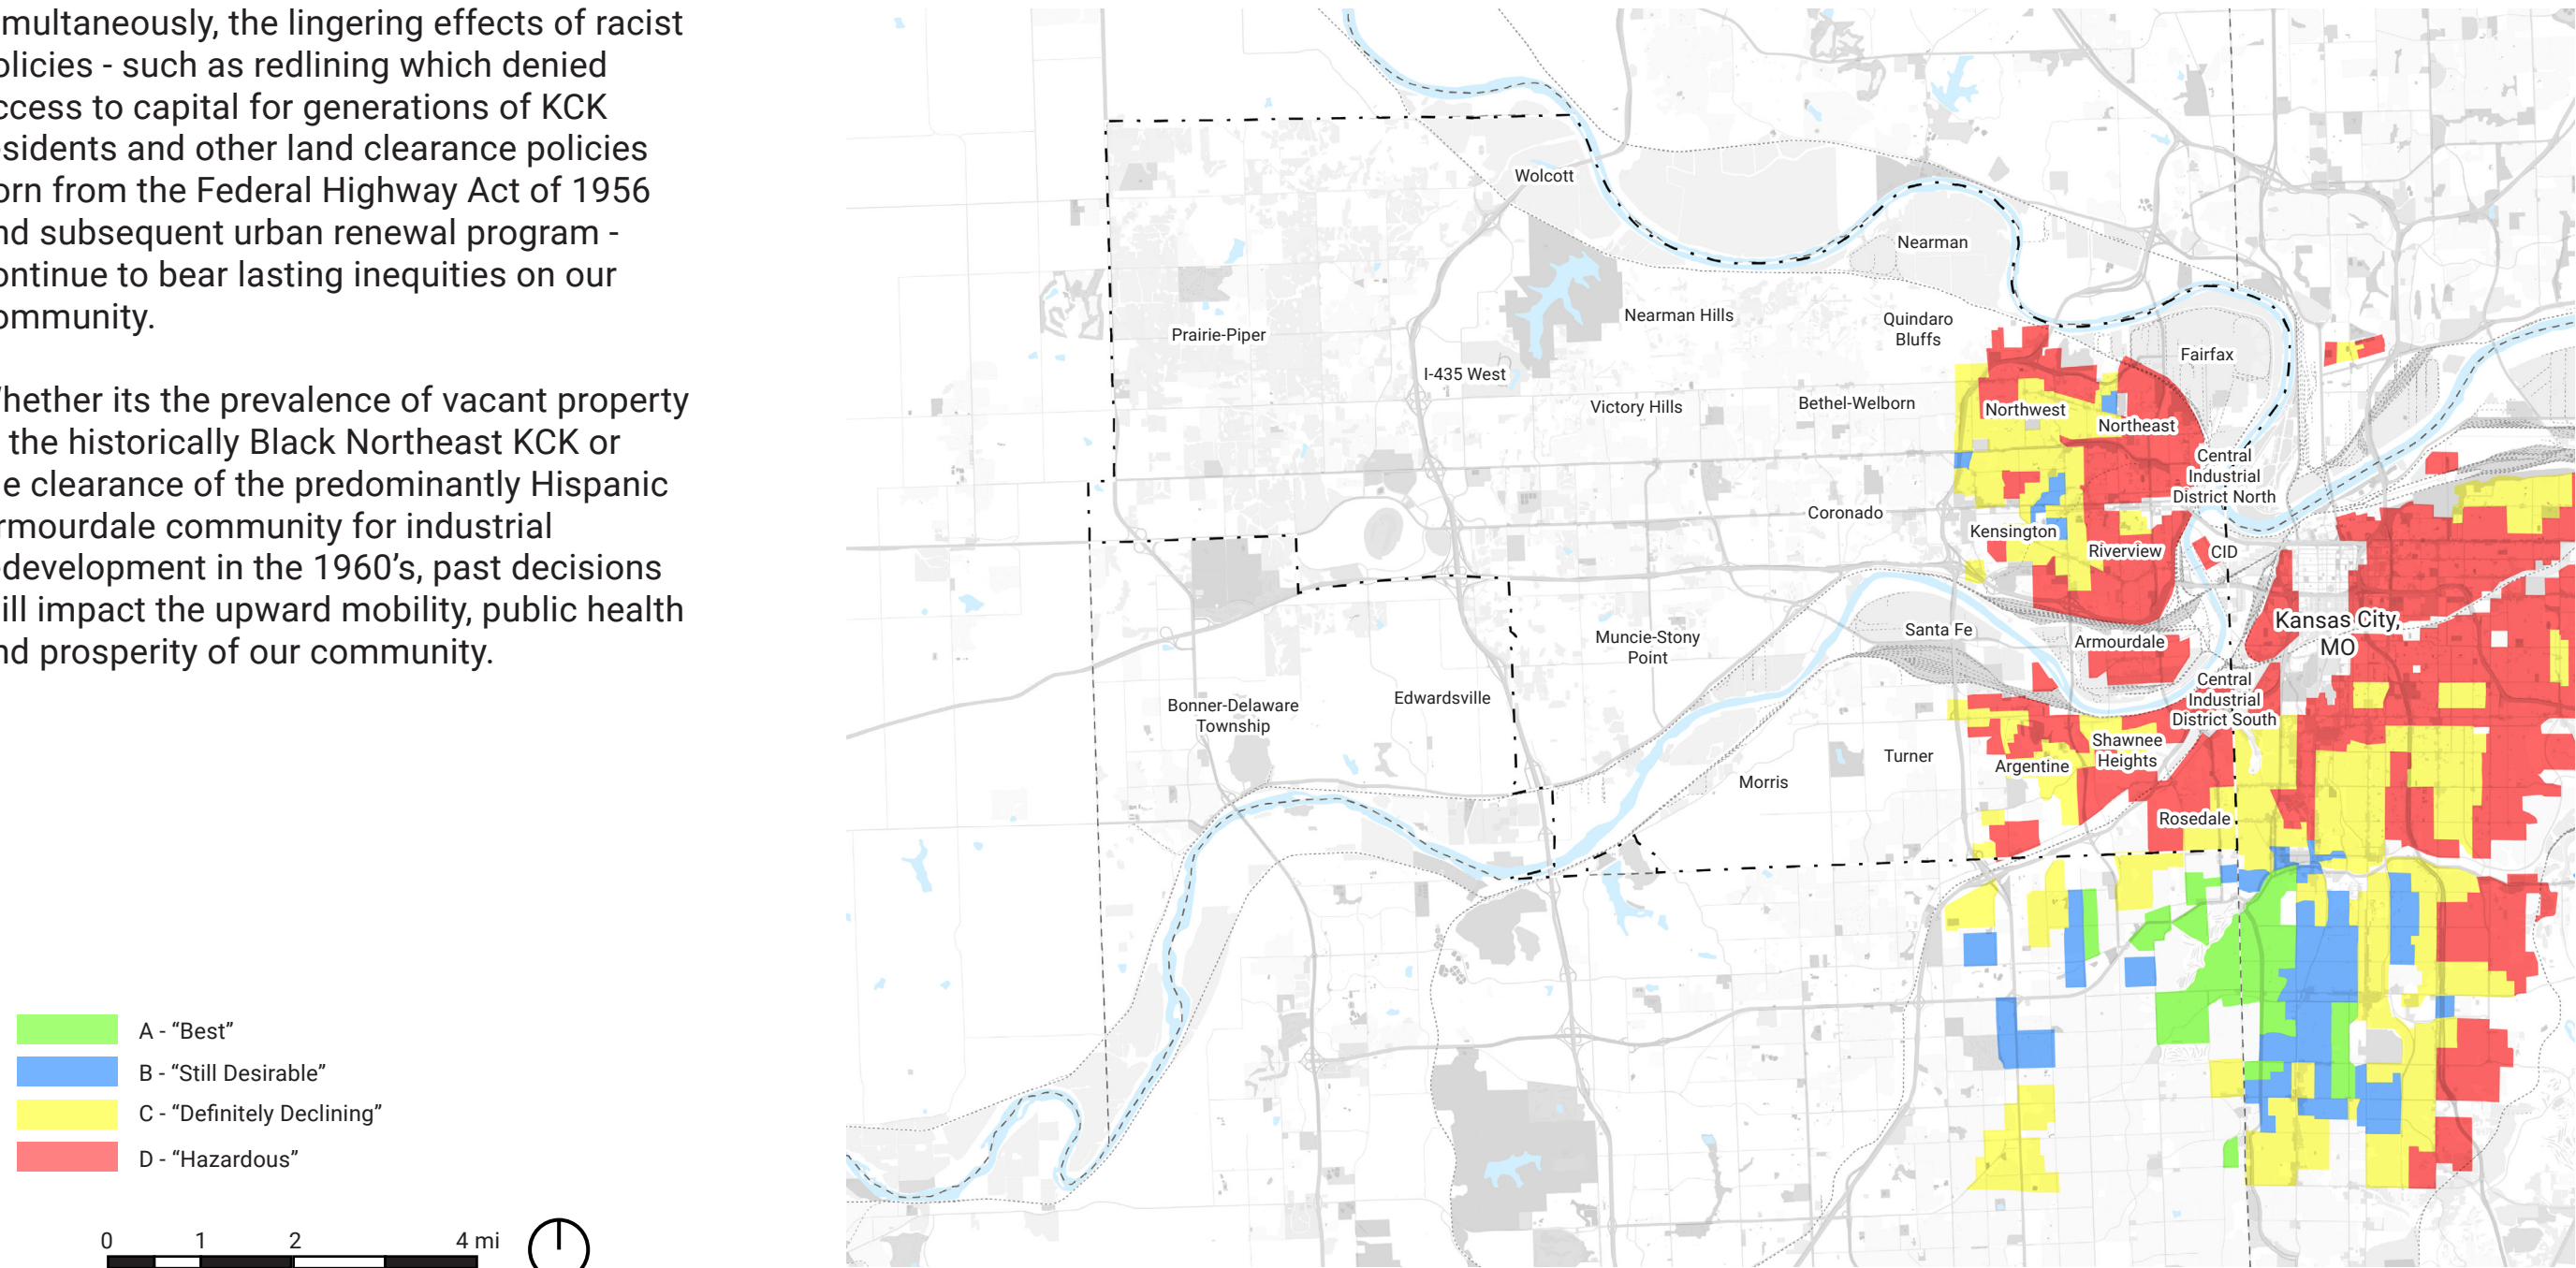 multaneously, the lingering effects of racist
olicies - such as redlining which denied
ccess to capital for generations of KCK
sidents and other land clearance policies
orn from the Federal Highway Act of 1956
nd subsequent urban renewal program -
ontinue to bear lasting inequities on our
ommunity.
hether its the prevalence of vacant property
the historically Black Northeast KCK or
e clearance of the predominantly Hispanic
rmourdale community for industrial
development in the 1960’s, past decisions
ill impact the upward mobility, public health
nd prosperity of our community.
A - “Best”
B - “Still Desirable”
C - “Definitely Declining”
D - “Hazardous”
0 1 2 4 mi
Wolcott
Nearman
Nearman Hills
Quindaro
Bluffs
Prairie-Piper
Fairfax
I-435 West
Victory Hills
Bethel-Welborn
Northwest
Northeast
Central
Industrial
District North
Coronado
Kensington
Riverview
CID
Kansas City,
MO
Santa Fe
Armourdale
Muncie-Stony
Point
Central
Industrial
District South
Edwardsville
Bonner-Delaware
Township
Shawnee
Heights
Turner
Argentine
Morris
Rosedale